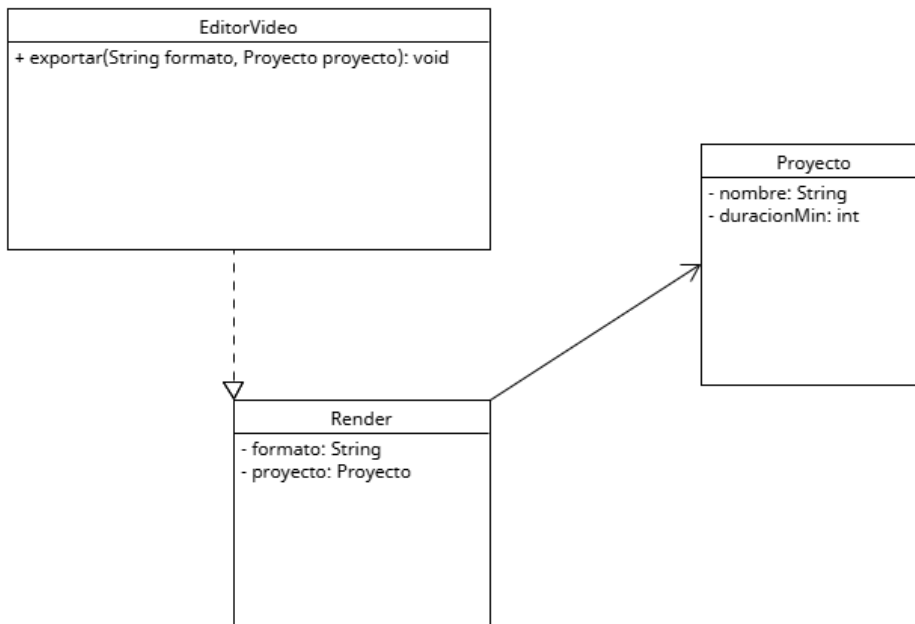 EditorVideo
+ exportar(String formato, Proyecto proyecto): void
Proyecto
- nombre: String
- duracionMin: int
Render
- formato: String
- proyecto: Proyecto